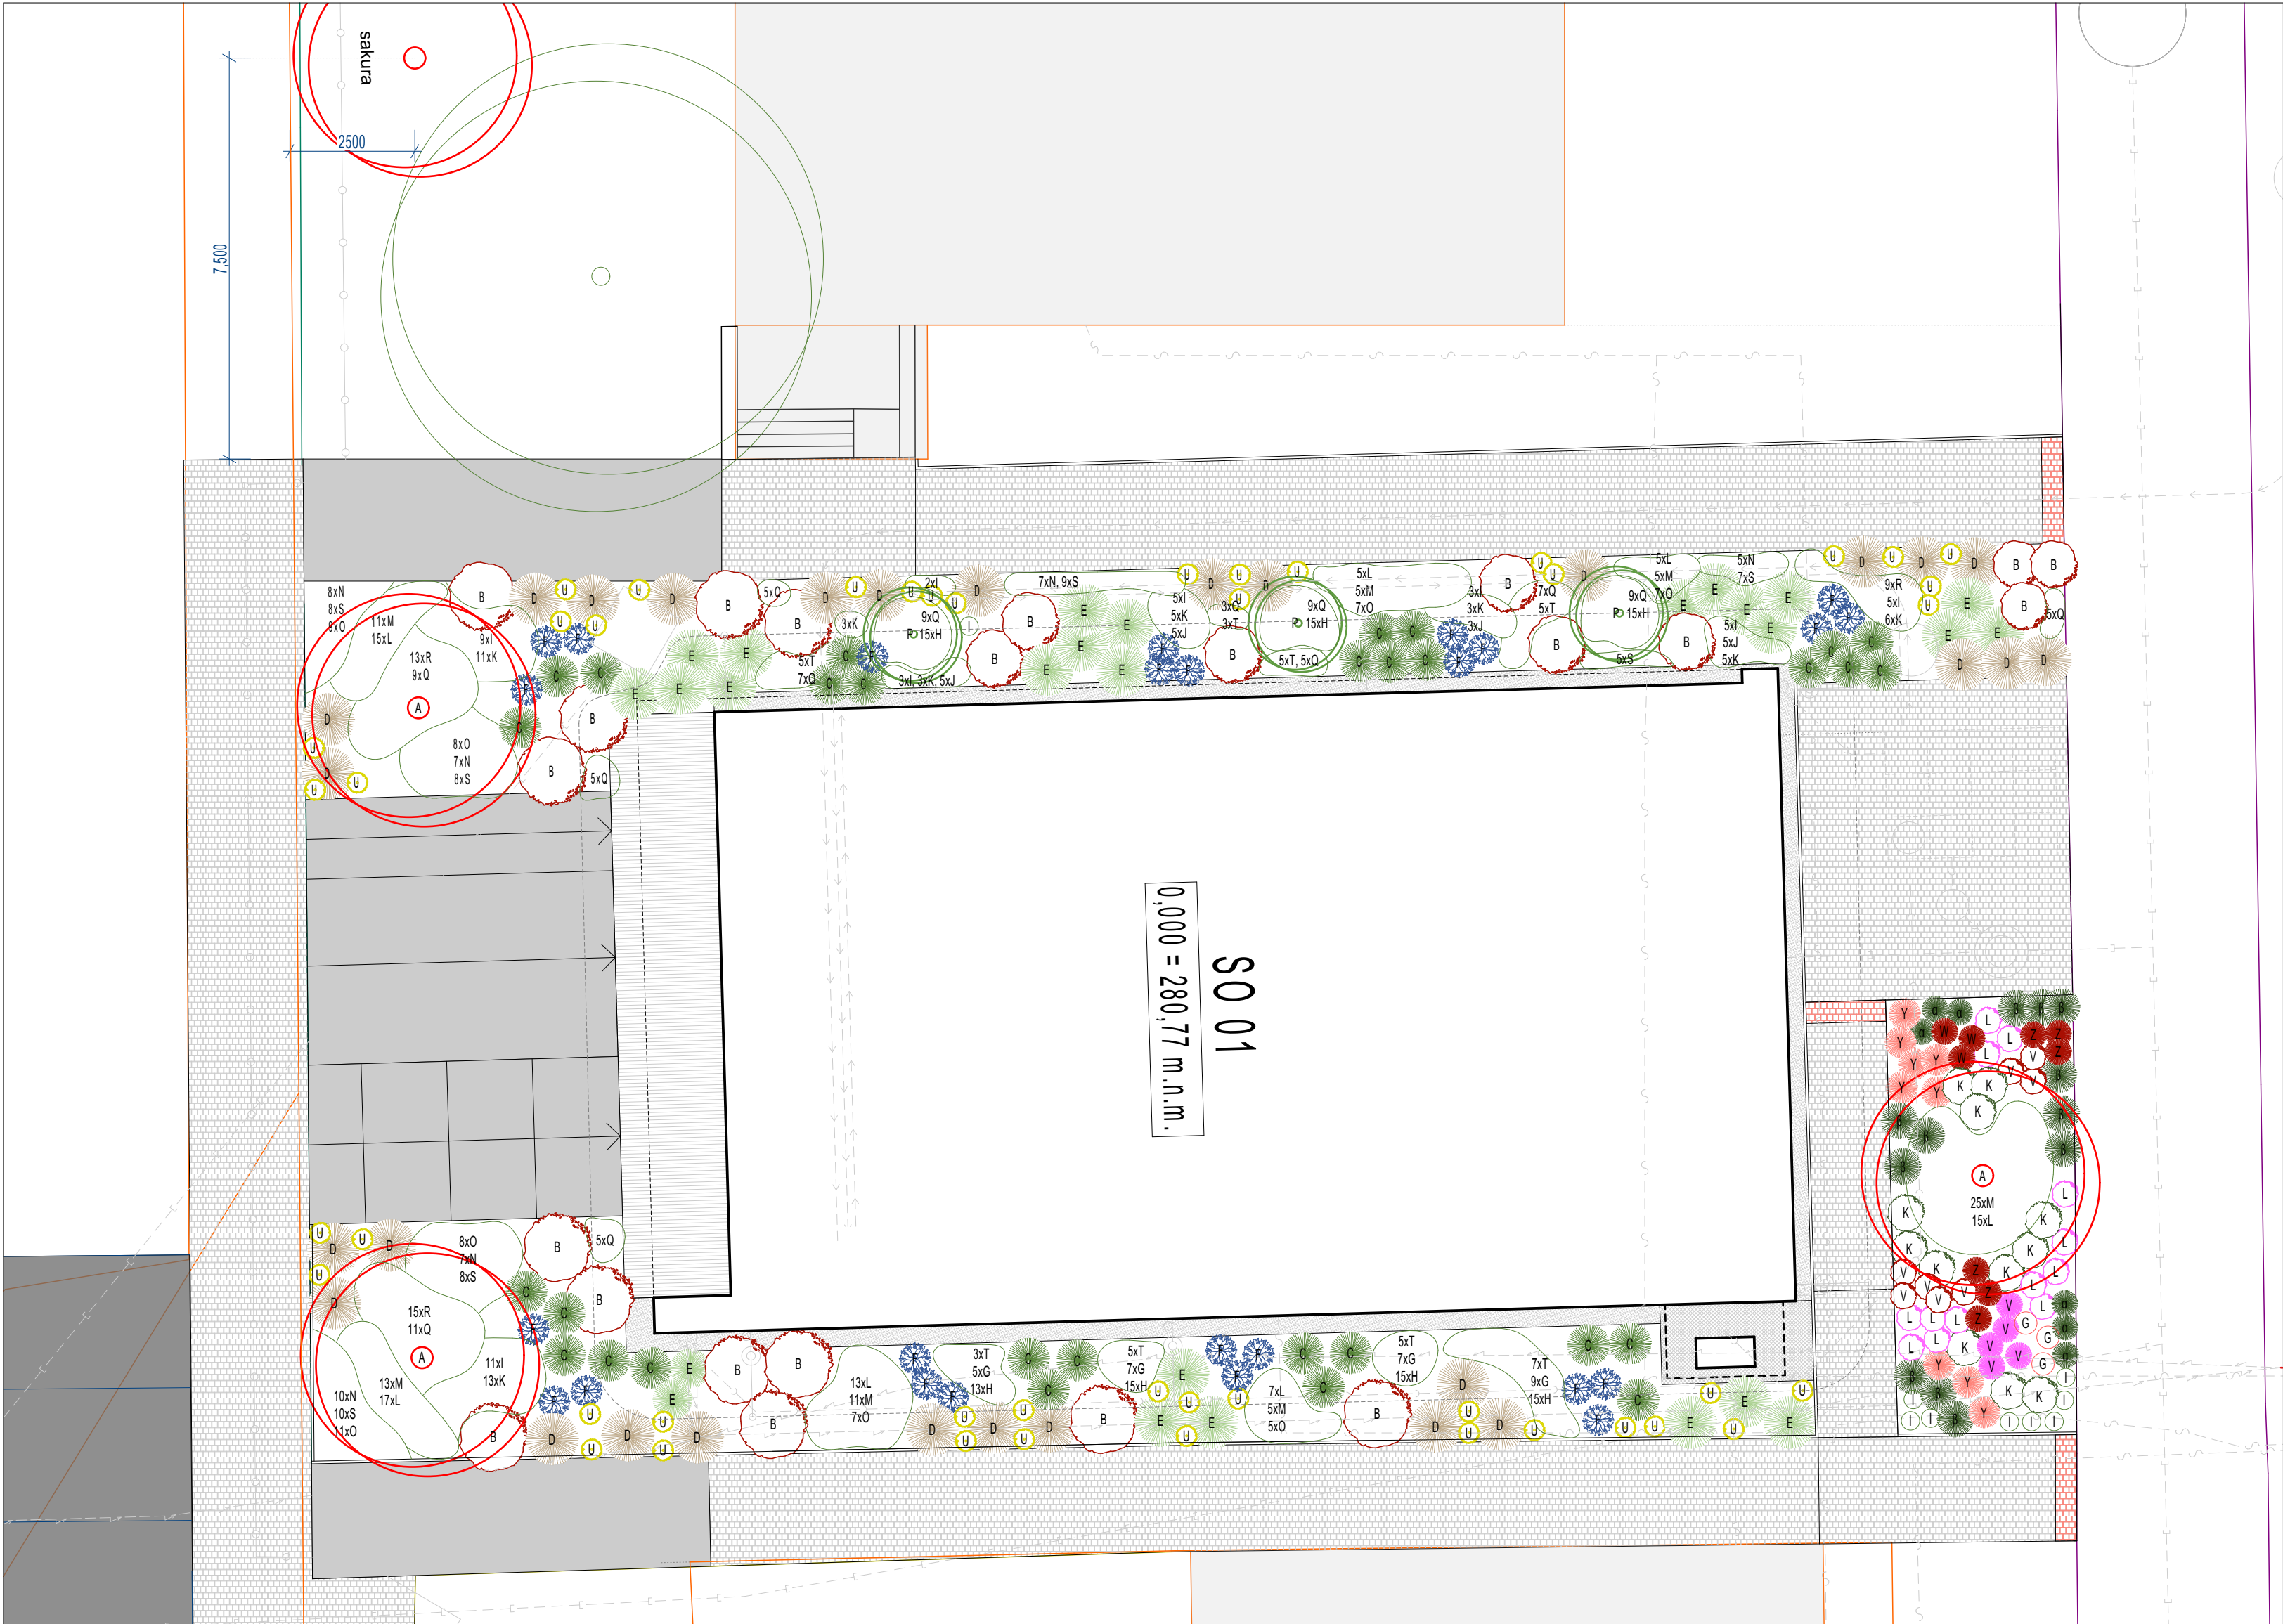 sakura
2500
7,500
8xN
8xS
9xO
11xM
15xL
13xR
9xQ
A
8xO
7xN
8xS
9xI
11xK
5xQ
5xQ
3xK
5xT
7xQ
2xI
9xQ
P 15xH
3xI, 3xK, 5xJ
7xN, 9xS
5xI
5xK
5xJ
3xQ
3xT
9xQ
P 15xH
5xT, 5xQ
5xL
5xM
7xO
3xI
3xK
3xJ
7xQ
5xT
9xQ
P 15xH
5xS
5xL
5xM
7xO
5xN
7xS
5xI
5xJ
5xK
9xR
5xI
6xK
5xQ
SO 01
0,000 = 280,77 m.n.m.
A
25xM
15xL
8xO
7xN
8xS
5xQ
15xR
11xQ
A
11xI
13xK
13xM
17xL
10xN
10xS
11xO
13xL
11xM
7xO
3xT
5xG
13xH
5xT
7xG
15xH
7xL
5xM
5xO
5xT
7xG
15xH
7xT
9xG
15xH